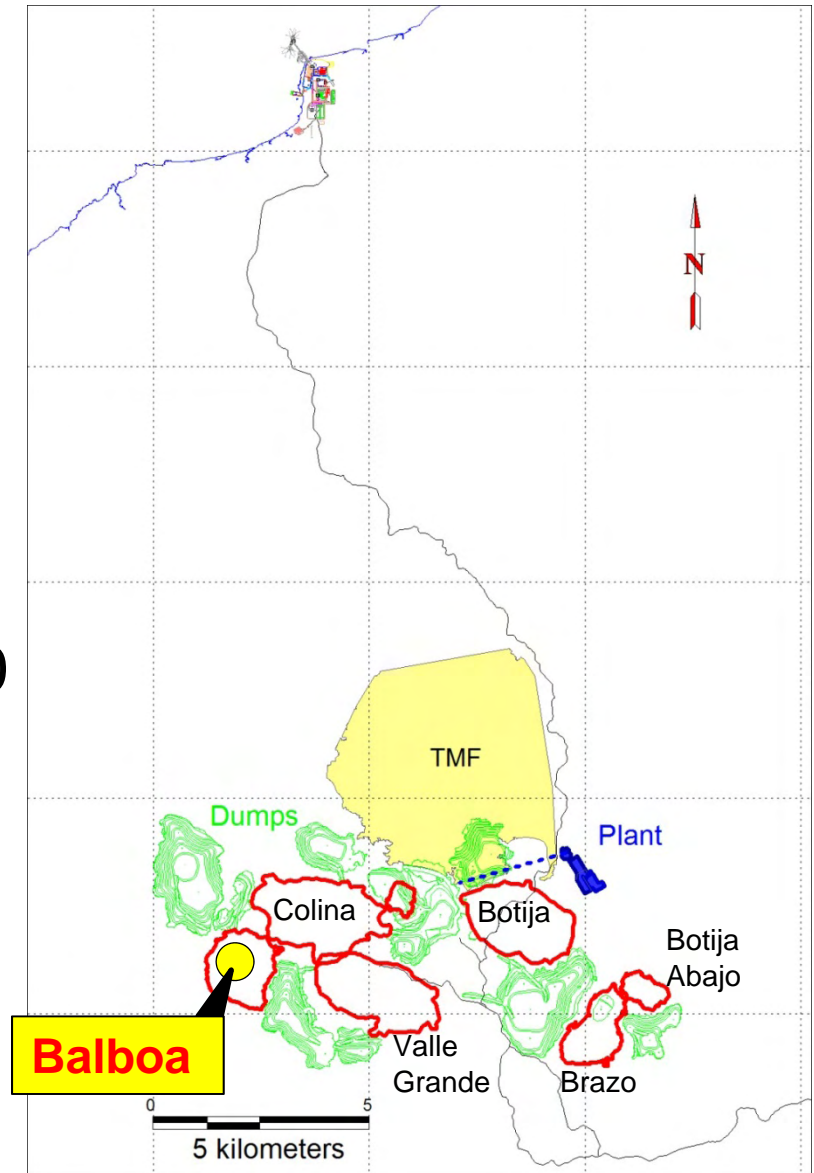 N
TMF
Dumps
Plant
Colina
Botija
Botija
Abajo
Balboa
Valle
Grande
Brazo
0 5
5 kilometers